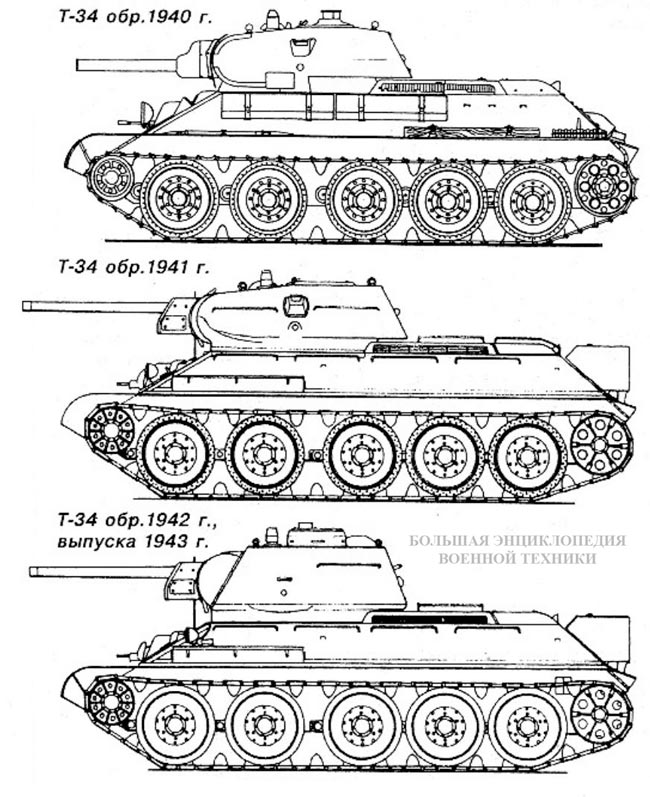 Т-34 обр.1940 г.
Т-34 обр.1941 г.
Т-34 обр.1942 г.,
выпуска 1943 г.
БОЛЬШАЯ ЭНЦИКЛОПЕДИЯ
ВОЕННОЙ ТЕХНИКИ